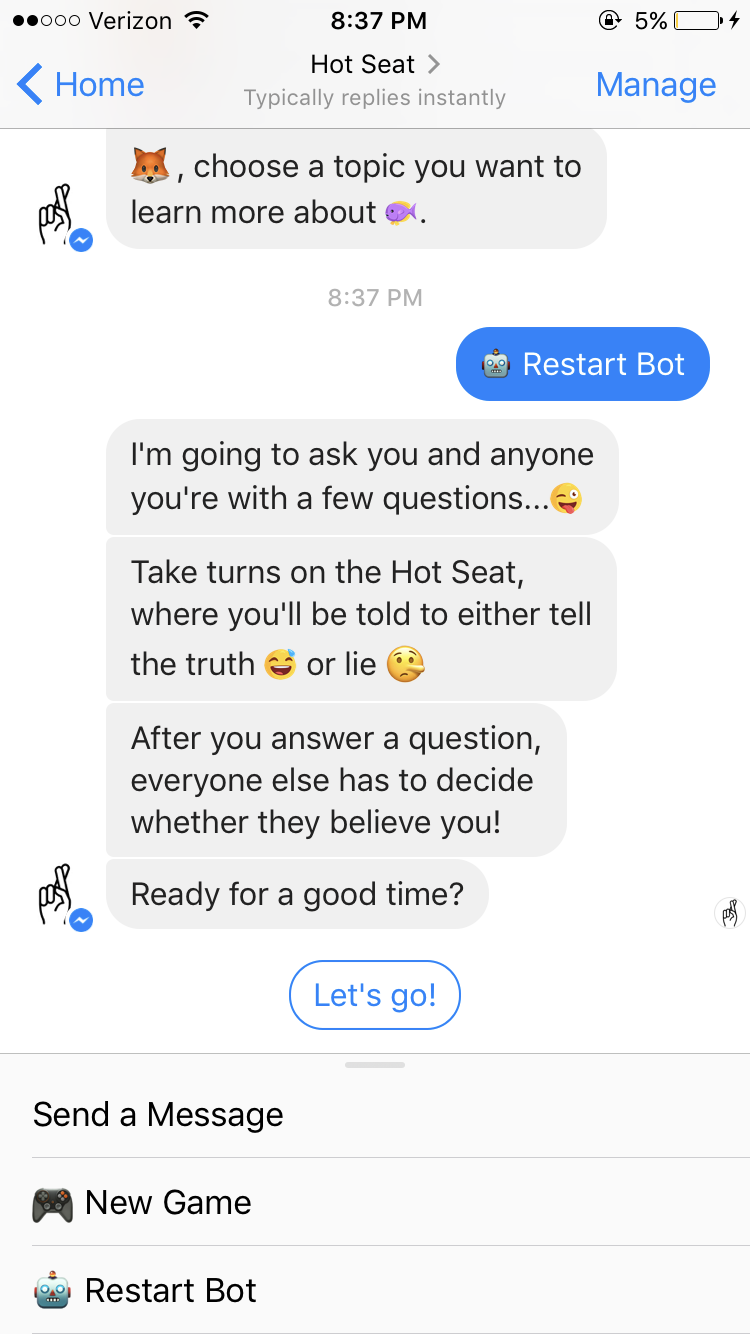 Verizon 8:37 PM 5%
Home Hot Seat Manage
Typically replies instantly
🦊, choose a topic you want to
learn more about 🐟.
8:37 PM
🤖 Restart Bot
I'm going to ask you and anyone
you're with a few questions...😜
Take turns on the Hot Seat,
where you'll be told to either tell
the truth 😅 or lie 🤥
After you answer a question,
everyone else has to decide
whether they believe you!
Ready for a good time?
Let's go!
Send a Message
🎮 New Game
🤖 Restart Bot